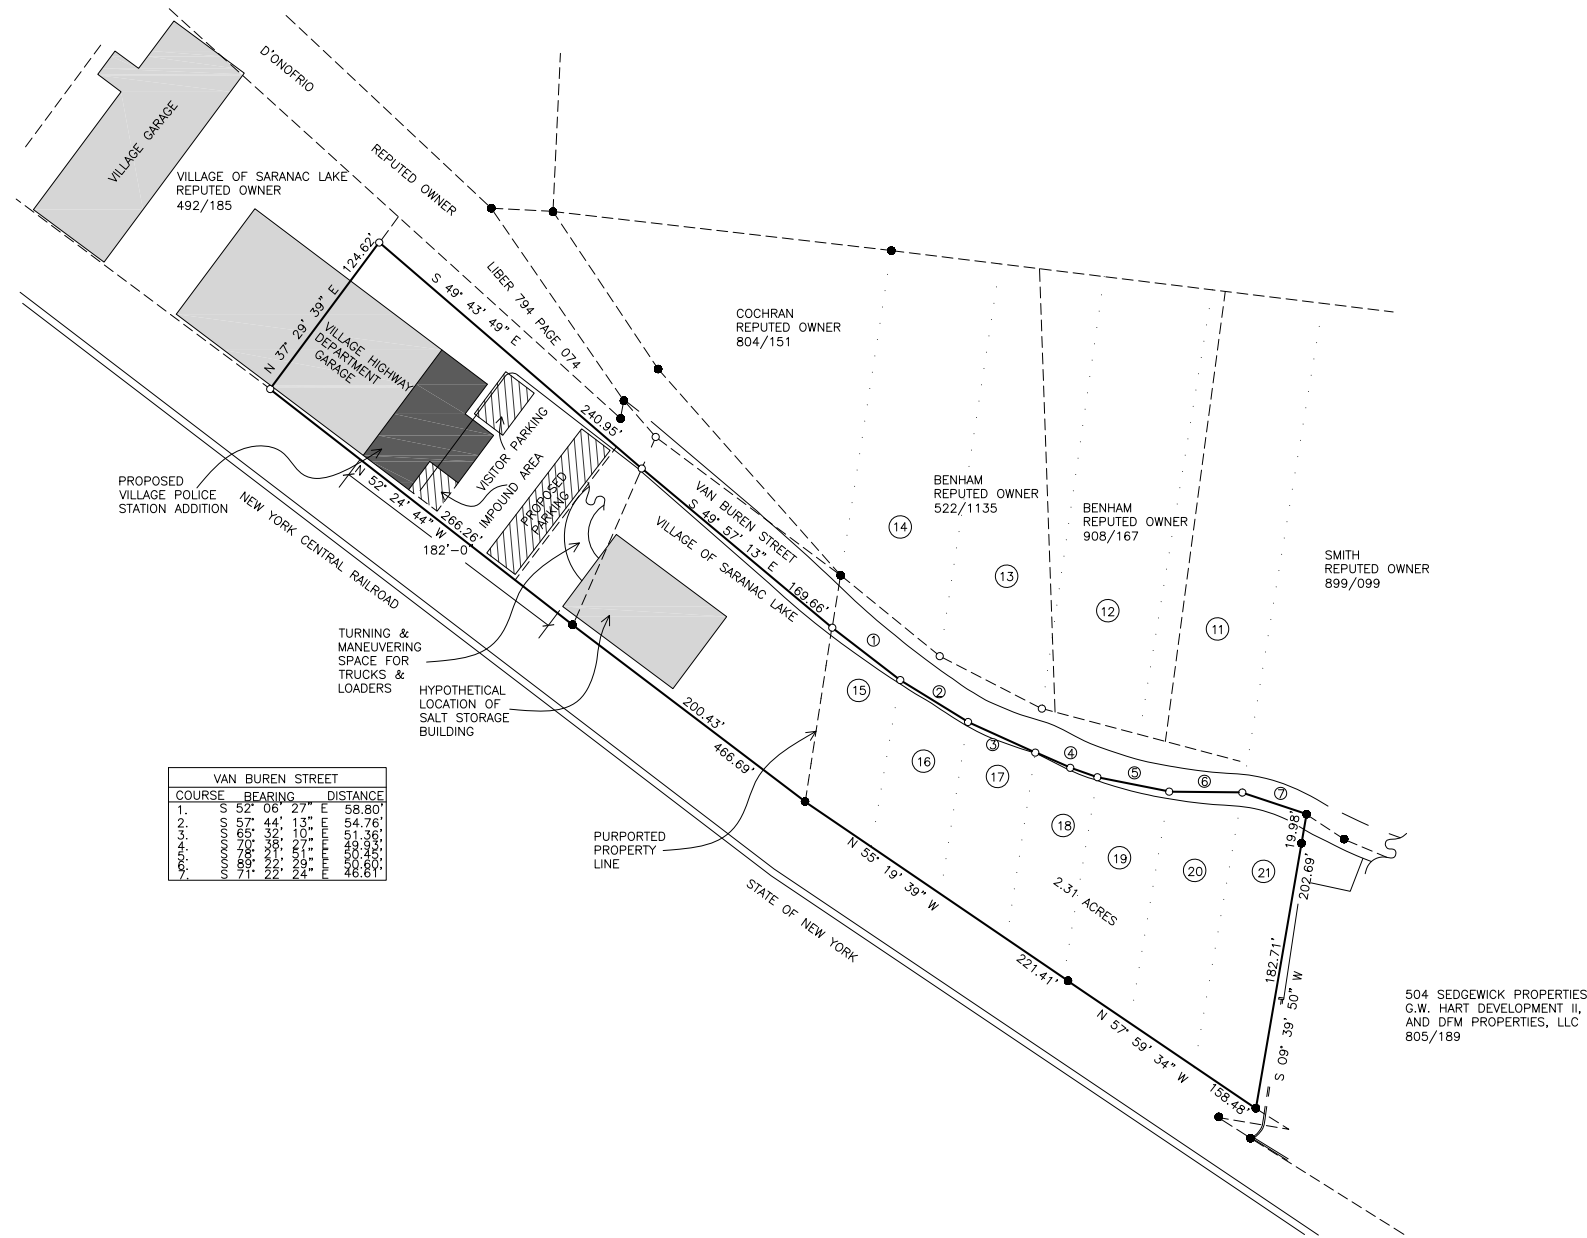 D'ONOFRIO
REPUTED OWNER
LIBER 794 PAGE 074
VILLAGE GARAGE
VILLAGE OF SARANAC LAKE
REPUTED OWNER
492/185
N 37° 29' 39" E
124.62'
S 49° 43' 49" E
240.95'
VILLAGE HIGHWAY
DEPARTMENT
GARAGE
COCHRAN
REPUTED OWNER
804/151
VISITOR PARKING
IMPOUND AREA
PROPOSED
PARKING
PROPOSED
VILLAGE POLICE
STATION ADDITION
NEW YORK CENTRAL RAILROAD
N 52° 24' 44" W
266.26'
182'-0"
VAN BUREN STREET
S 49° 57' 13" E
169.66'
VILLAGE OF SARANAC LAKE
BENHAM
REPUTED OWNER
522/1135
BENHAM
REPUTED OWNER
908/167
SMITH
REPUTED OWNER
899/099
14
13
12
11
TURNING &
MANEUVERING
SPACE FOR
TRUCKS &
LOADERS
HYPOTHETICAL
LOCATION OF
SALT STORAGE
BUILDING
1
2
3
4
5
6
7
15
16
17
18
19
20
21
200.43'
466.69'
VAN BUREN STREET
COURSE BEARING DISTANCE
1. S 52° 06' 27" E 58.80'
2. S 57° 44' 13" E 54.76'
3. S 65° 32' 10" E 51.36'
4. S 70° 38' 27" E 49.93'
5. S 78° 21' 51" E 50.45'
6. S 89° 22' 29" E 50.60'
7. S 71° 22' 24" E 46.61'
PURPORTED
PROPERTY
LINE
N 55° 19' 39" W
221.41'
2.31 ACRES
STATE OF NEW YORK
19.98'
202.69'
182.71'
S 09° 39' 50" W
N 57° 59' 34" W
158.48'
504 SEDGEWICK PROPERTIES
G.W. HART DEVELOPMENT II,
AND DFM PROPERTIES, LLC
805/189